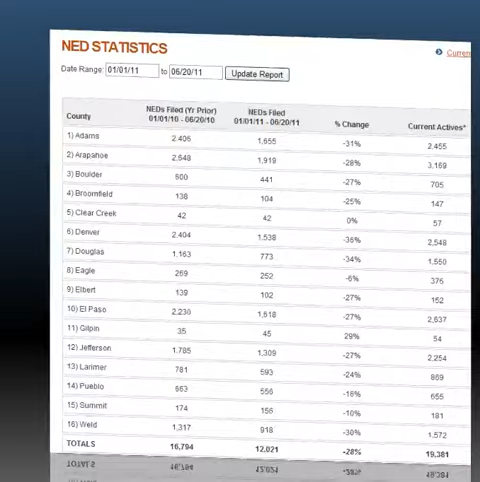 NED STATISTICS
Curren
Date Range: 01/01/11 to 06/20/11 Update Report
County NEDs Filed (Yr Prior) 01/01/10 - 06/20/10 NEDs Filed 01/01/11 - 06/20/11 % Change Current Actives*
1) Adams 2,406 1,655 -31% 2,455
2) Arapahoe 2,648 1,919 -28% 3,169
3) Boulder 600 441 -27% 705
4) Broomfield 138 104 -25% 147
5) Clear Creek 42 42 0% 57
6) Denver 2,404 1,538 -36% 2,548
7) Douglas 1,163 773 -34% 1,550
8) Eagle 269 252 -6% 376
9) Elbert 139 102 -27% 152
10) El Paso 2,230 1,618 -27% 2,637
11) Gilpin 35 45 29% 54
12) Jefferson 1,785 1,309 -27% 2,254
13) Larimer 781 593 -24% 869
14) Pueblo 663 556 -16% 655
15) Summit 174 156 -10% 181
16) Weld 1,317 918 -30% 1,572
TOTALS 16,794 12,021 -28% 19,381